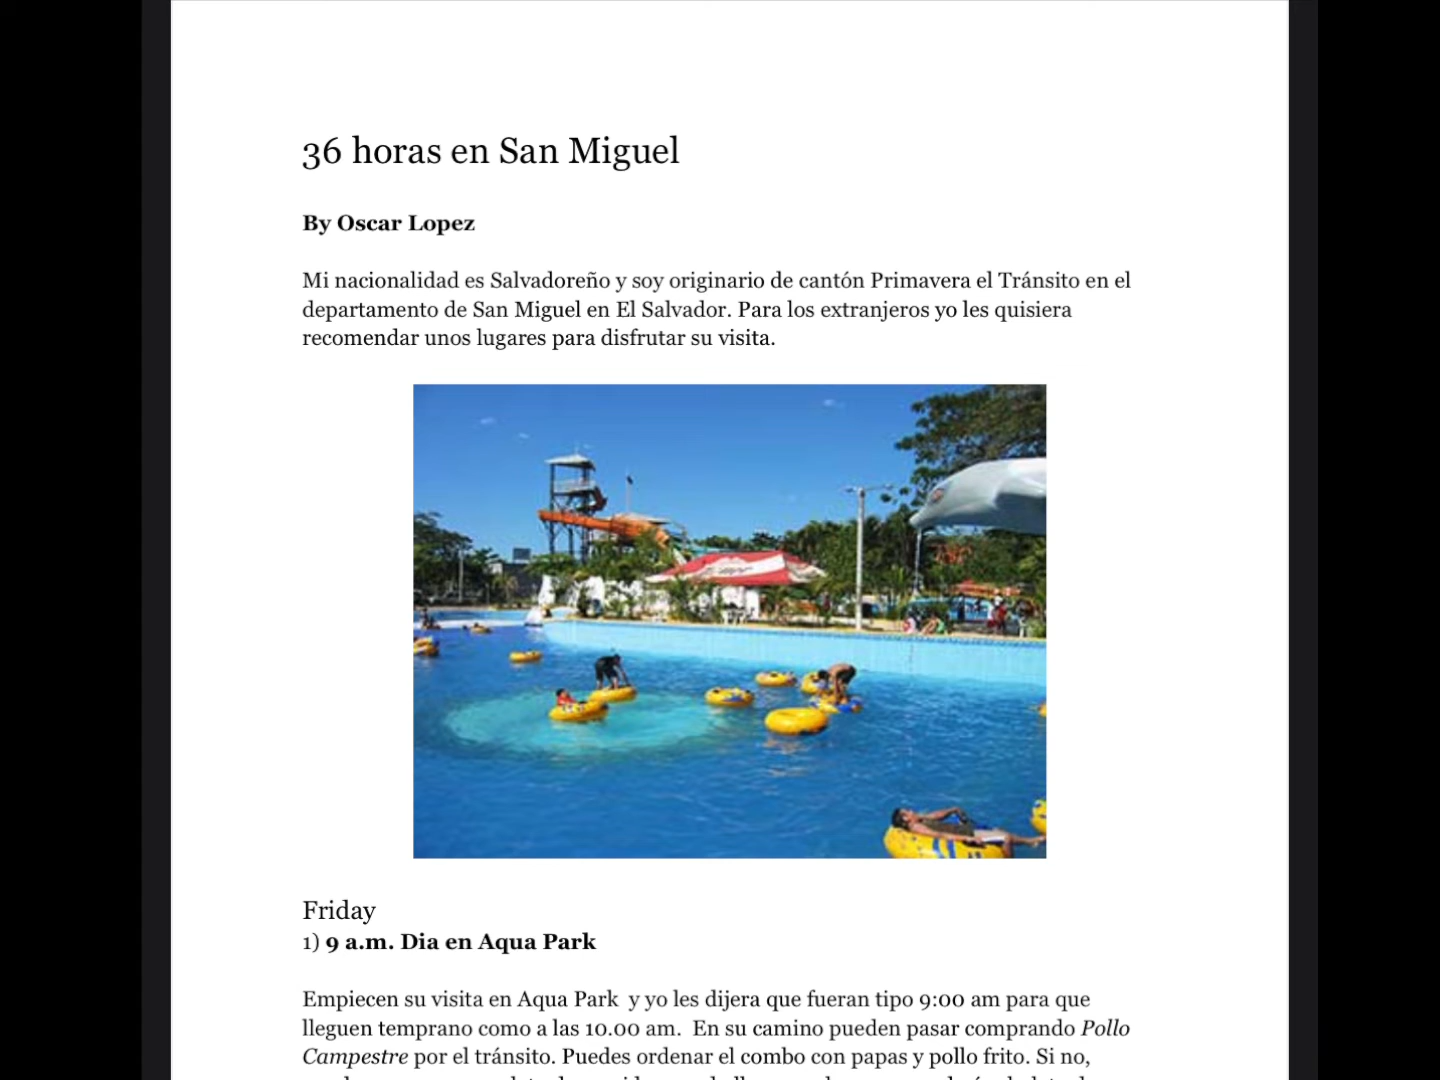 36 horas en San Miguel
By Oscar Lopez
Mi nacionalidad es Salvadoreño y soy originario de cantón Primavera el Tránsito en el
departamento de San Miguel en El Salvador. Para los extranjeros yo les quisiera
recomendar unos lugares para disfrutar su visita.
Friday
1) 9 a.m. Dia en Aqua Park
Empiecen su visita en Aqua Park  y yo les dijera que fueran tipo 9:00 am para que
lleguen temprano como a las 10.00 am.  En su camino pueden pasar comprando Pollo
Campestre por el tránsito. Puedes ordenar el combo con papas y pollo frito. Si no,